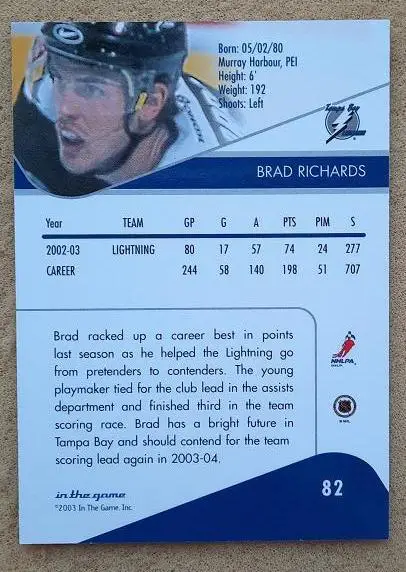 Born: 05/02/80
Murray Harbour, PEI
Height: 6'
Weight: 192
Shoots: Left
Tampa Bay
BRAD RICHARDS
Year TEAM GP G A PTS PIM S
2002-03 LIGHTNING 80 17 57 74 24 277
CAREER 244 58 140 198 51 707
Brad racked up a career best in points
last season as he helped the Lightning go
from pretenders to contenders. The young
playmaker tied for the club lead in the assists
department and finished third in the team
scoring race. Brad has a bright future in
Tampa Bay and should contend for the team
scoring lead again in 2003-04.
NHLPA
in the game
©2003 In The Game, Inc.
82